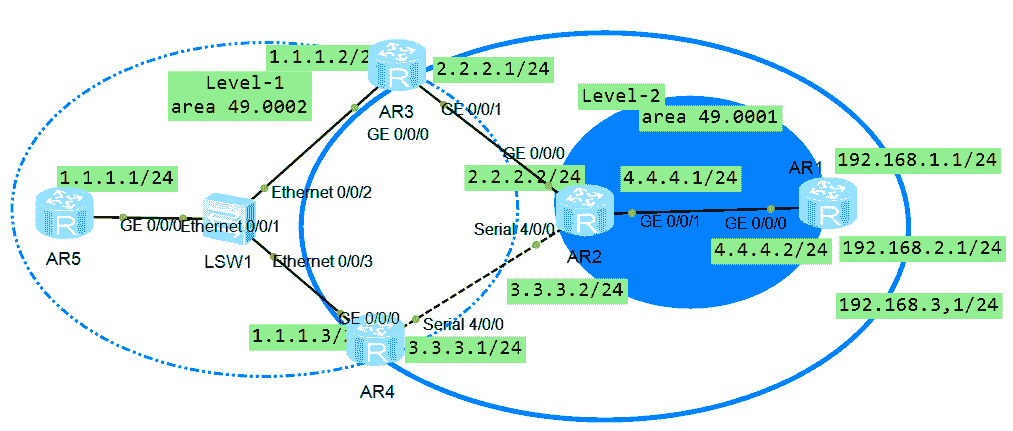 1.1.1.2/2
2.2.2.1/24
Level-1
area 49.0002
AR3
GE 0/0/1
GE 0/0/0
Level-2
area 49.0001
GE 0/0/0
AR1
192.168.1.1/24
1.1.1.1/24
Ethernet 0/0/2
2.2.2.2/24
4.4.4.1/24
GE 0/0/0
Ethernet 0/0/1
Serial 4/0/0
GE 0/0/1
GE 0/0/0
AR5
LSW1
Ethernet 0/0/3
AR2
4.4.4.2/24
192.168.2.1/24
3.3.3.2/24
192.168.3,1/24
GE 0/0/0
Serial 4/0/0
1.1.1.3/
3.3.3.1/24
AR4
R
R
R
R
R